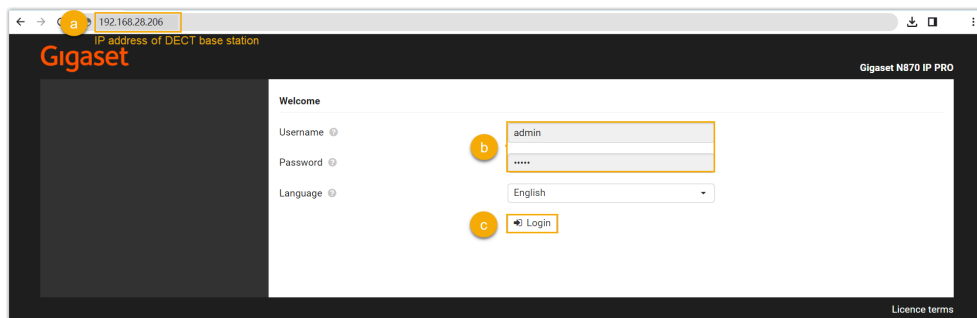 a
192.168.28.206
IP address of DECT base station
Gigaset
Gigaset N870 IP PRO
Welcome
Username
admin
b
Password
•••••
Language
English
c
Login
Licence terms